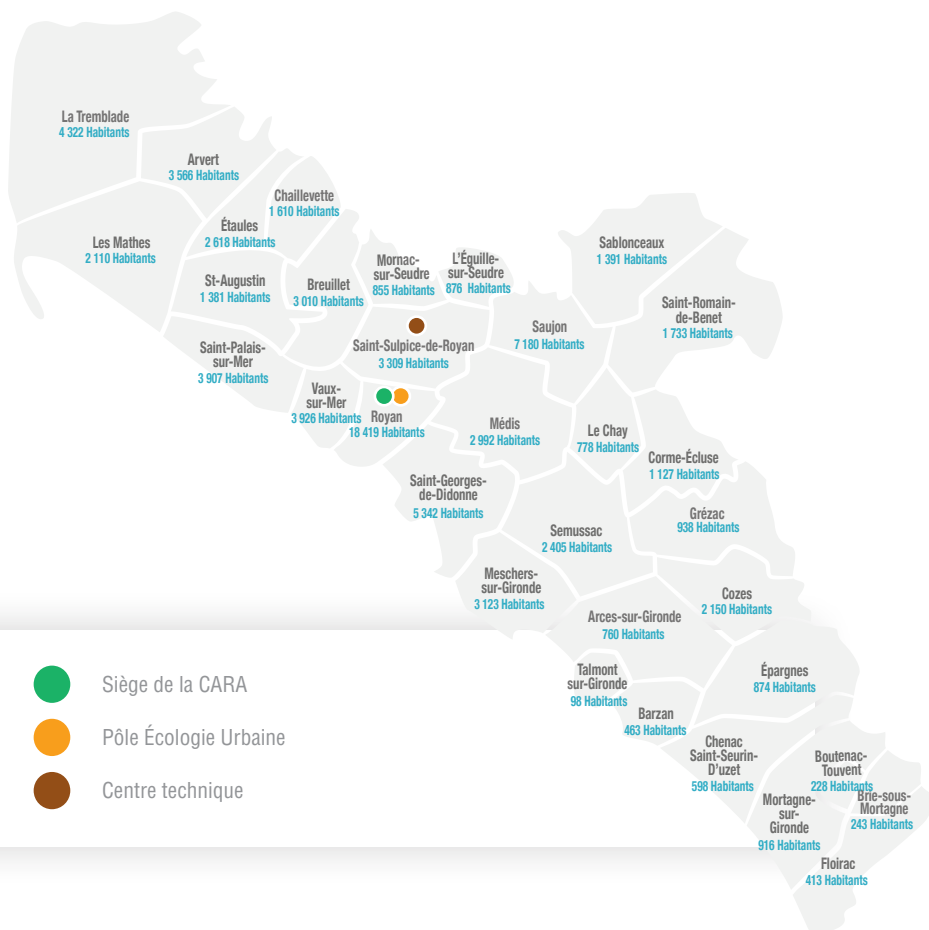 La Tremblade
4 322 Habitants
Arvert
3 566 Habitants
Chaillevette
1 610 Habitants
Étaules
2 618 Habitants
Les Mathes
2 110 Habitants
St-Augustin
1 381 Habitants
Breuillet
3 010 Habitants
Mornac-
sur-Seudre
855 Habitants
L'Éguille-
sur-Seudre
876 Habitants
Sablonceaux
1 391 Habitants
Saint-Romain-
de-Benet
1 733 Habitants
Saujon
7 180 Habitants
Saint-Sulpice-de-Royan
3 309 Habitants
Saint-Palais-
sur-Mer
3 907 Habitants
Vaux-
sur-Mer
3 926 Habitants
Royan
18 419 Habitants
Médis
2 992 Habitants
Le Chay
778 Habitants
Corme-Écluse
1 127 Habitants
Saint-Georges-
de-Didonne
5 342 Habitants
Grézac
938 Habitants
Semussac
2 405 Habitants
Meschers-
sur-Gironde
3 123 Habitants
Cozes
2 150 Habitants
Arces-sur-Gironde
760 Habitants
Talmont
sur-Gironde
98 Habitants
Épargnes
874 Habitants
Barzan
463 Habitants
Chenac
Saint-Seurin-
D'uzet
598 Habitants
Boutenac-
Touvent
228 Habitants
Brie-sous-
Mortagne
243 Habitants
Mortagne-
sur-
Gironde
916 Habitants
Floirac
413 Habitants
Siège de la CARA
Pôle Écologie Urbaine
Centre technique